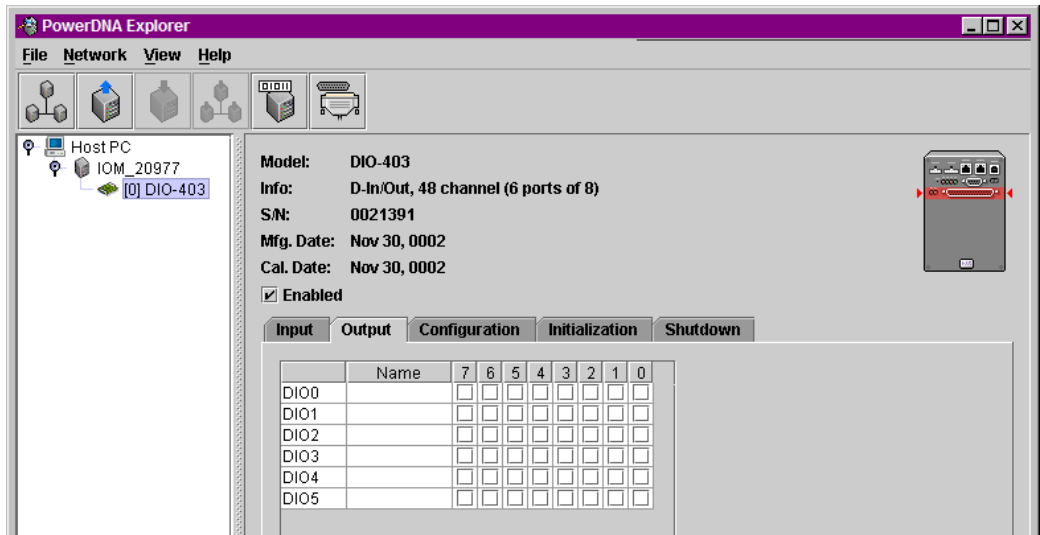 PowerDNA Explorer
File Network View Help
Host PC
IOM_20977
[0] DIO-403
Model: DIO-403
Info: D-In/Out, 48 channel (6 ports of 8)
S/N: 0021391
Mfg. Date: Nov 30, 0002
Cal. Date: Nov 30, 0002
Enabled
Input Output Configuration Initialization Shutdown
Name 7 6 5 4 3 2 1 0
DIO0
DIO1
DIO2
DIO3
DIO4
DIO5